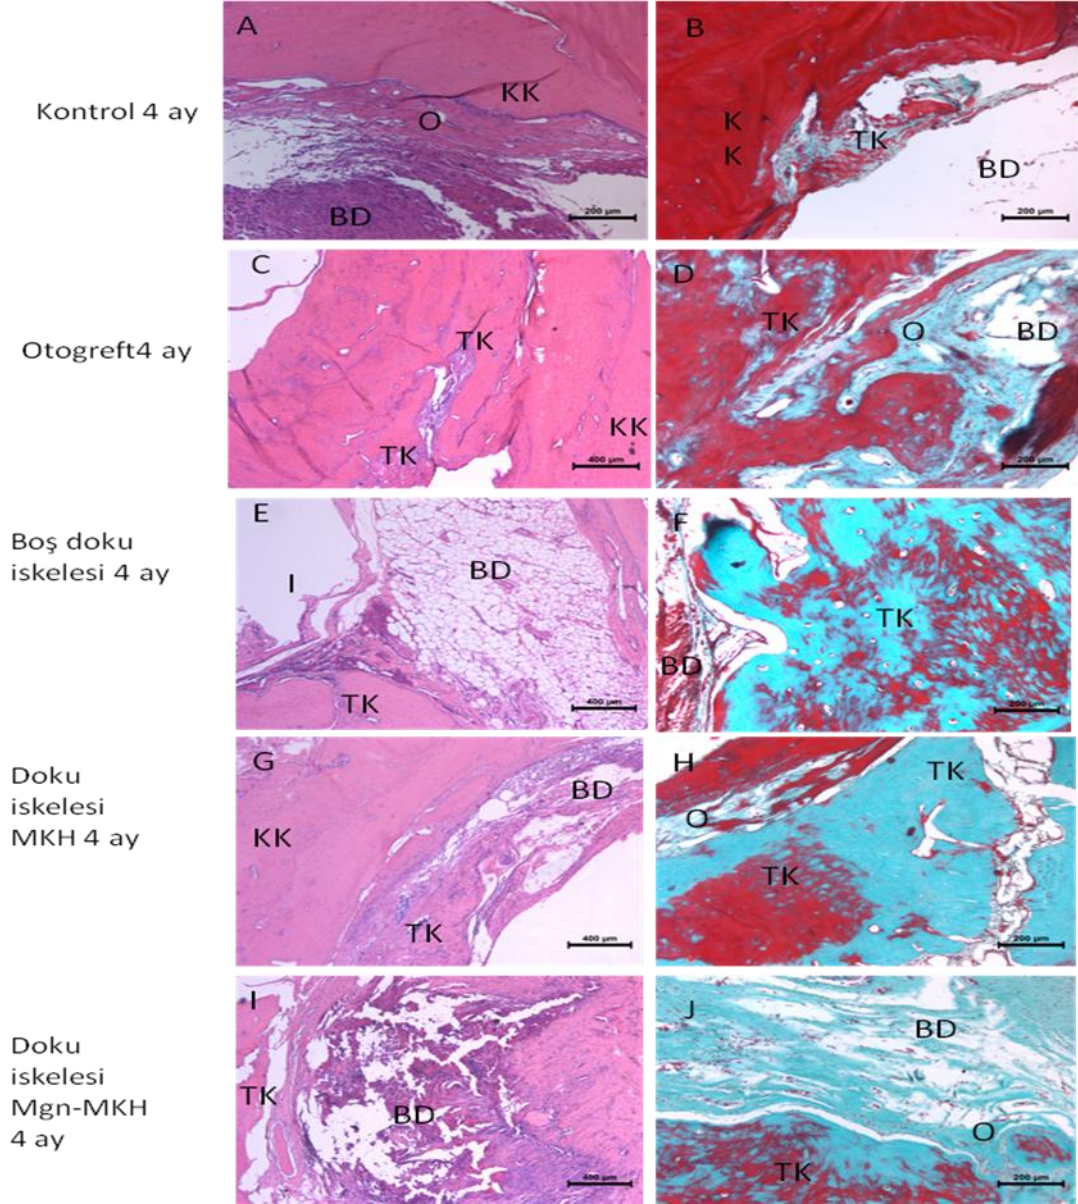 A
KK
Kontrol 4 ay
O
BD
200 µm
B
K
K
TK
BD
200 µm
C
TK
Otogreft4 ay
KK
TK
400 µm
D
TK
O
BD
200 µm
E
Boş doku
iskelesi 4 ay
BD
I
TK
400 µm
F
TK
BD
200 µm
G
Doku
iskelesi
MKH 4 ay
BD
KK
TK
400 µm
H
TK
O
TK
200 µm
I
Doku
iskelesi
Mgn-MKH
4 ay
TK
BD
400 µm
J
BD
O
TK
200 µm